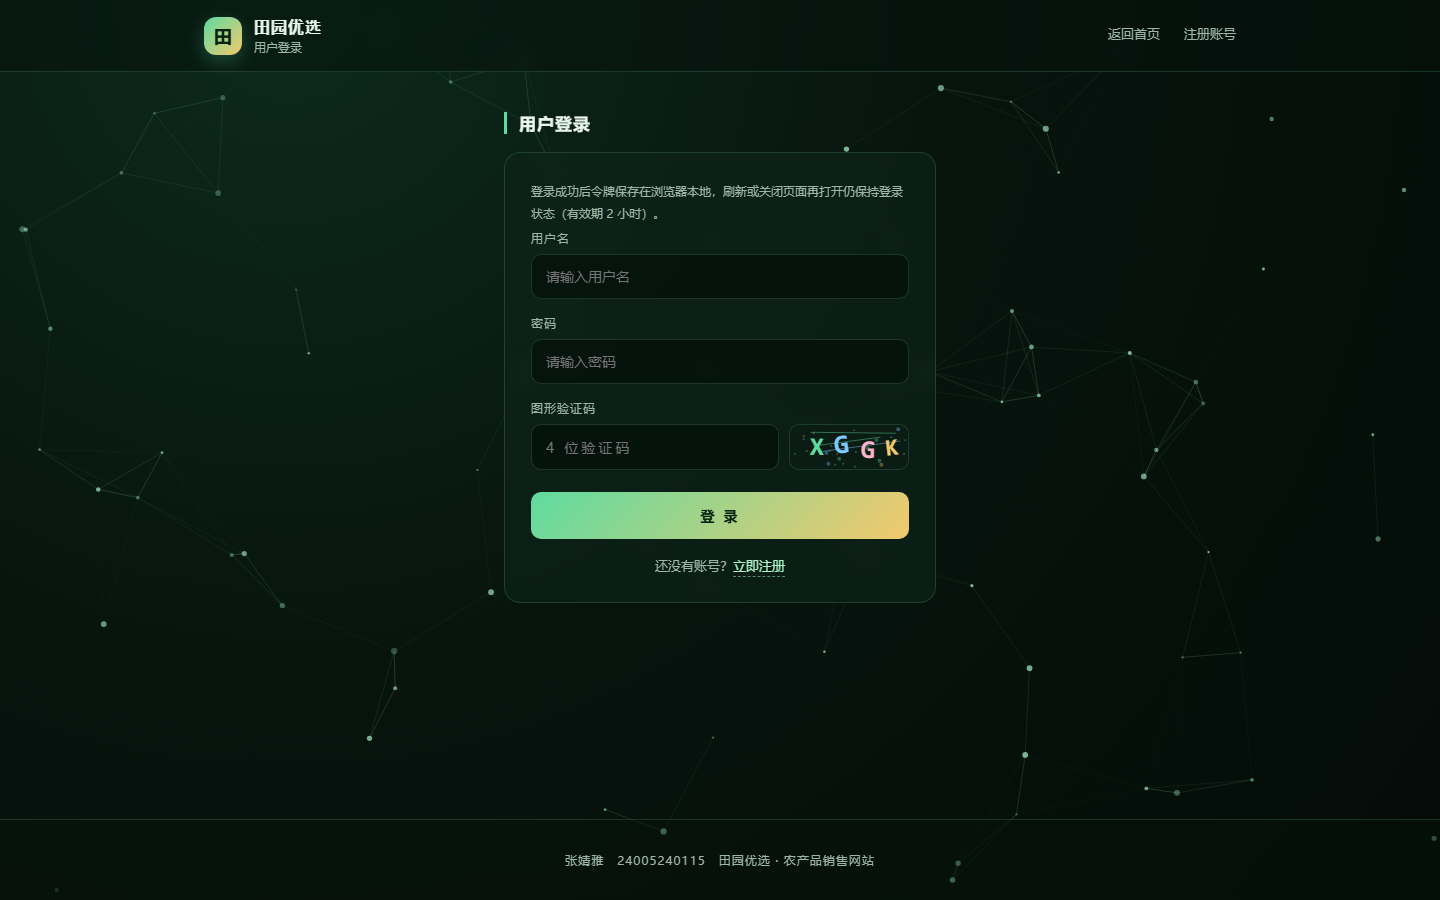 田
田园优选
用户登录
返回首页
注册账号
用户登录
登录成功后令牌保存在浏览器本地，刷新或关闭页面再打开仍保持登录
状态（有效期 2 小时）。
用户名
请输入用户名
密码
请输入密码
图形验证码
4 位验证码
XGGK
登 录
还没有账号？立即注册
张婧雅 24005240115 田园优选 · 农产品销售网站